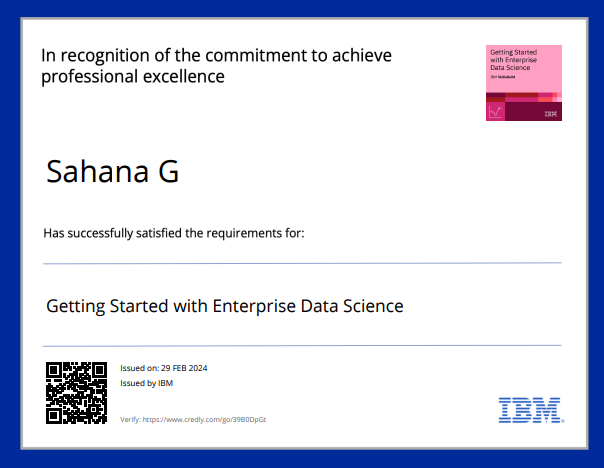 In recognition of the commitment to achieve
professional excellence
Getting Started
with Enterprise
Data Science
IBM SkillsBuild
IBM
Sahana G
Has successfully satisfied the requirements for:
Getting Started with Enterprise Data Science
Issued on: 29 FEB 2024
Issued by IBM
Verify: https://www.credly.com/go/39B0DpGt
IBM®